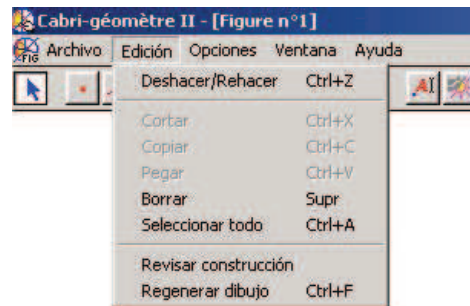 Cabri-géomètre II - [Figure n°1]
FIG Archivo Edición Opciones Ventana Ayuda
A
Deshacer/Rehacer Ctrl+Z
Cortar Ctrl+X
Copiar Ctrl+C
Pegar Ctrl+V
Borrar Supr
Seleccionar todo Ctrl+A
Revisar construcción
Regenerar dibujo Ctrl+F